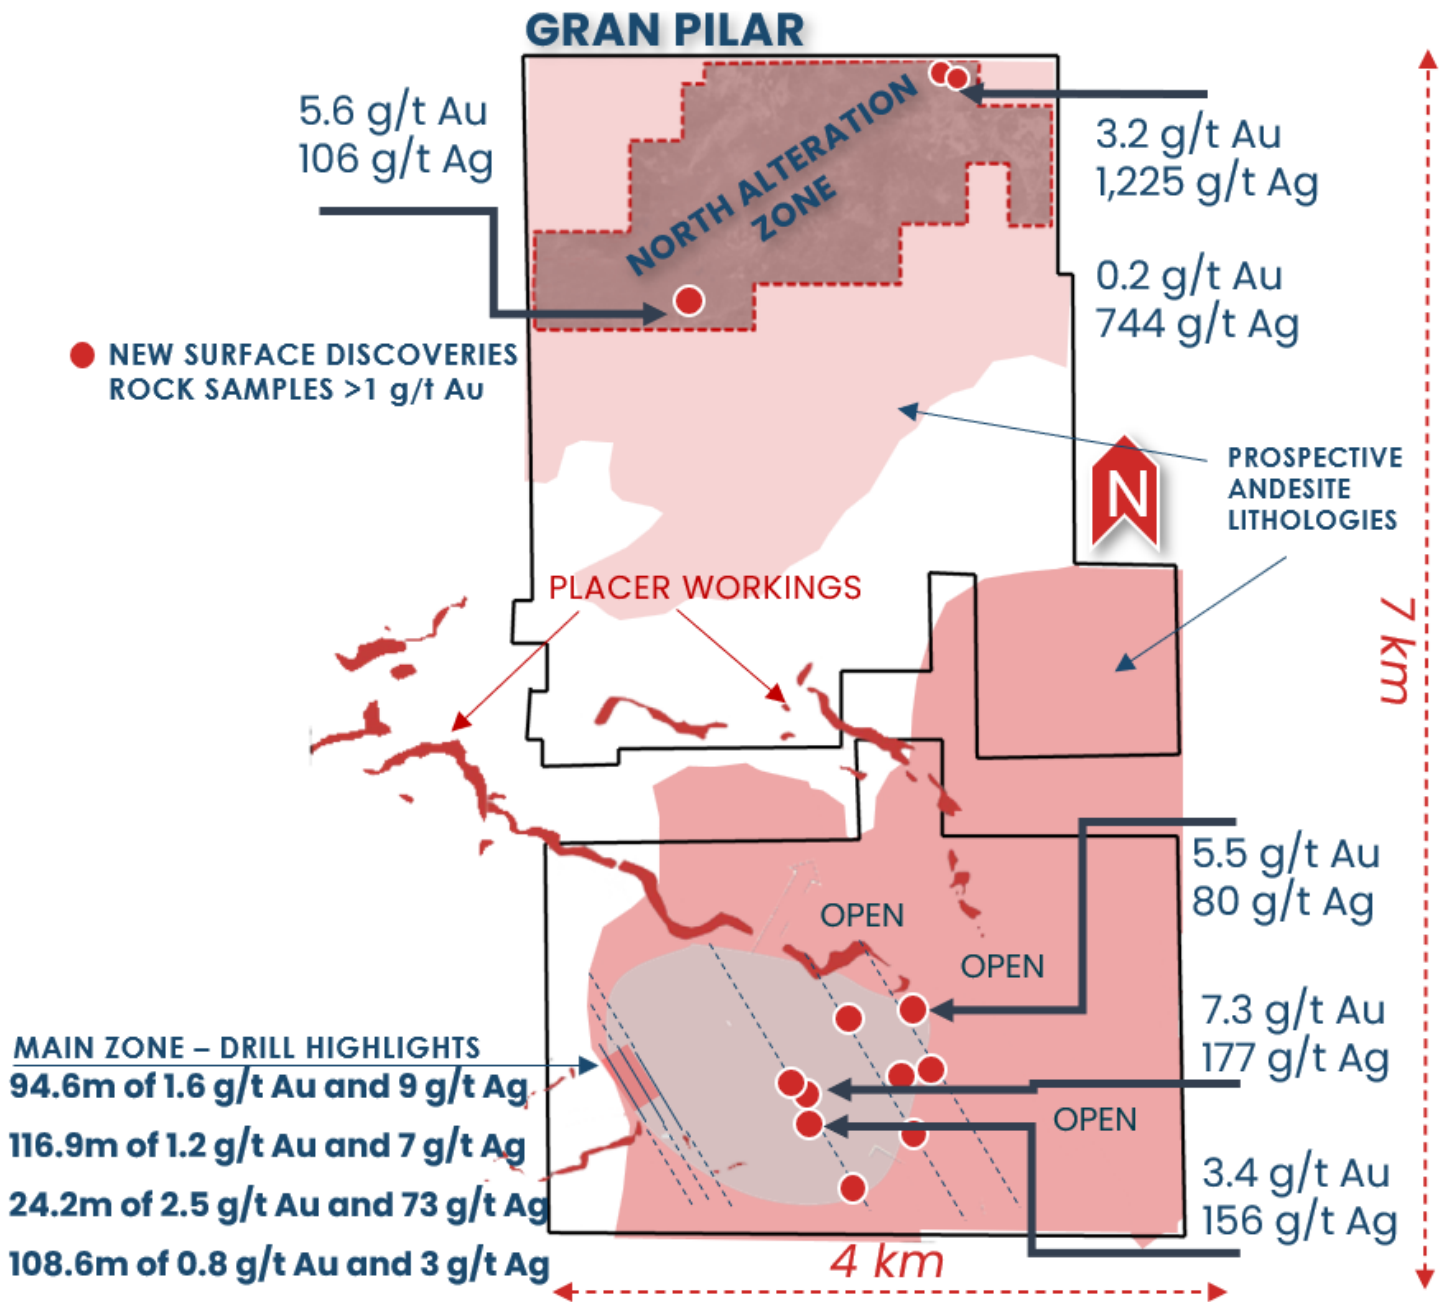 GRAN PILAR
5.6 g/t Au
106 g/t Ag
NORTH ALTERATION
ZONE
3.2 g/t Au
1,225 g/t Ag
0.2 g/t Au
744 g/t Ag
NEW SURFACE DISCOVERIES
ROCK SAMPLES >1 g/t Au
PROSPECTIVE
ANDESITE
LITHOLOGIES
N
PLACER WORKINGS
7 km
5.5 g/t Au
80 g/t Ag
OPEN
OPEN
7.3 g/t Au
177 g/t Ag
OPEN
MAIN ZONE – DRILL HIGHLIGHTS
94.6m of 1.6 g/t Au and 9 g/t Ag
116.9m of 1.2 g/t Au and 7 g/t Ag
24.2m of 2.5 g/t Au and 73 g/t Ag
108.6m of 0.8 g/t Au and 3 g/t Ag
3.4 g/t Au
156 g/t Ag
4 km